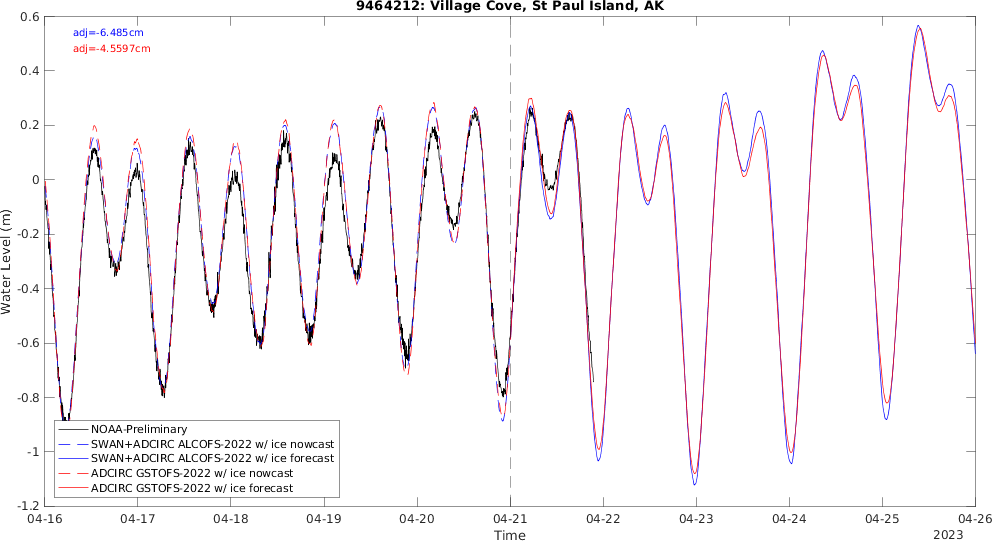 9464212: Village Cove, St Paul Island, AK
adj=-6.485cm
adj=-4.5597cm
0.6
0.4
0.2
0
-0.2
-0.4
-0.6
-0.8
-1
-1.2
Water Level (m)
NOAA-Preliminary
SWAN+ADCIRC ALCOFS-2022 w/ ice nowcast
SWAN+ADCIRC ALCOFS-2022 w/ ice forecast
ADCIRC GSTOFS-2022 w/ ice nowcast
ADCIRC GSTOFS-2022 w/ ice forecast
04-16 04-17 04-18 04-19 04-20 04-21 04-22 04-23 04-24 04-25 04-26
Time
2023